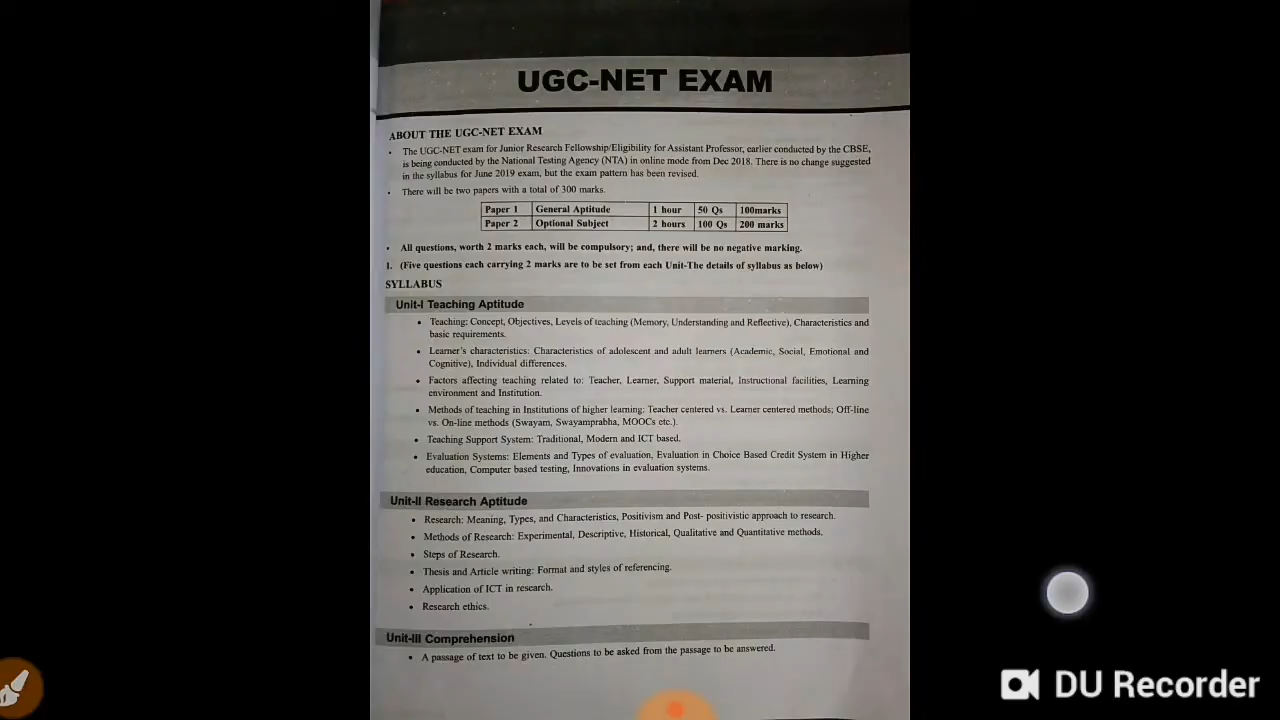 UGC-NET EXAM
ABOUT THE UGC-NET EXAM
• The UGC-NET exam for Junior Research Fellowship/Eligibility for Assistant Professor, earlier conducted by the CBSE,
is being conducted by the National Testing Agency (NTA) in online mode from Dec 2018. There is no change suggested
in the syllabus for June 2019 exam, but the exam pattern has been revised.
• There will be two papers with a total of 300 marks.
Paper 1 General Aptitude 1 hour 50 Qs 100marks
Paper 2 Optional Subject 2 hours 100 Qs 200 marks
• All questions, worth 2 marks each, will be compulsory; and, there will be no negative marking.
1. (Five questions each carrying 2 marks are to be set from each Unit-The details of syllabus as below)
SYLLABUS
Unit-I Teaching Aptitude
• Teaching: Concept, Objectives, Levels of teaching (Memory, Understanding and Reflective), Characteristics and
basic requirements.
• Learner's characteristics: Characteristics of adolescent and adult learners (Academic, Social, Emotional and
Cognitive), Individual differences.
• Factors affecting teaching related to: Teacher, Learner, Support material, Instructional facilities, Learning
environment and Institution.
• Methods of teaching in Institutions of higher learning: Teacher centered vs. Learner centered methods; Off-line
vs. On-line methods (Swayam, Swayamprabha, MOOCs etc.).
• Teaching Support System: Traditional, Modern and ICT based.
• Evaluation Systems: Elements and Types of evaluation, Evaluation in Choice Based Credit System in Higher
education, Computer based testing, Innovations in evaluation systems.
Unit-II Research Aptitude
• Research: Meaning, Types, and Characteristics, Positivism and Post- positivistic approach to research.
• Methods of Research: Experimental, Descriptive, Historical, Qualitative and Quantitative methods.
• Steps of Research.
• Thesis and Article writing: Format and styles of referencing.
• Application of ICT in research.
• Research ethics.
Unit-III Comprehension
• A passage of text to be given. Questions to be asked from the passage to be answered.
DU Recorder